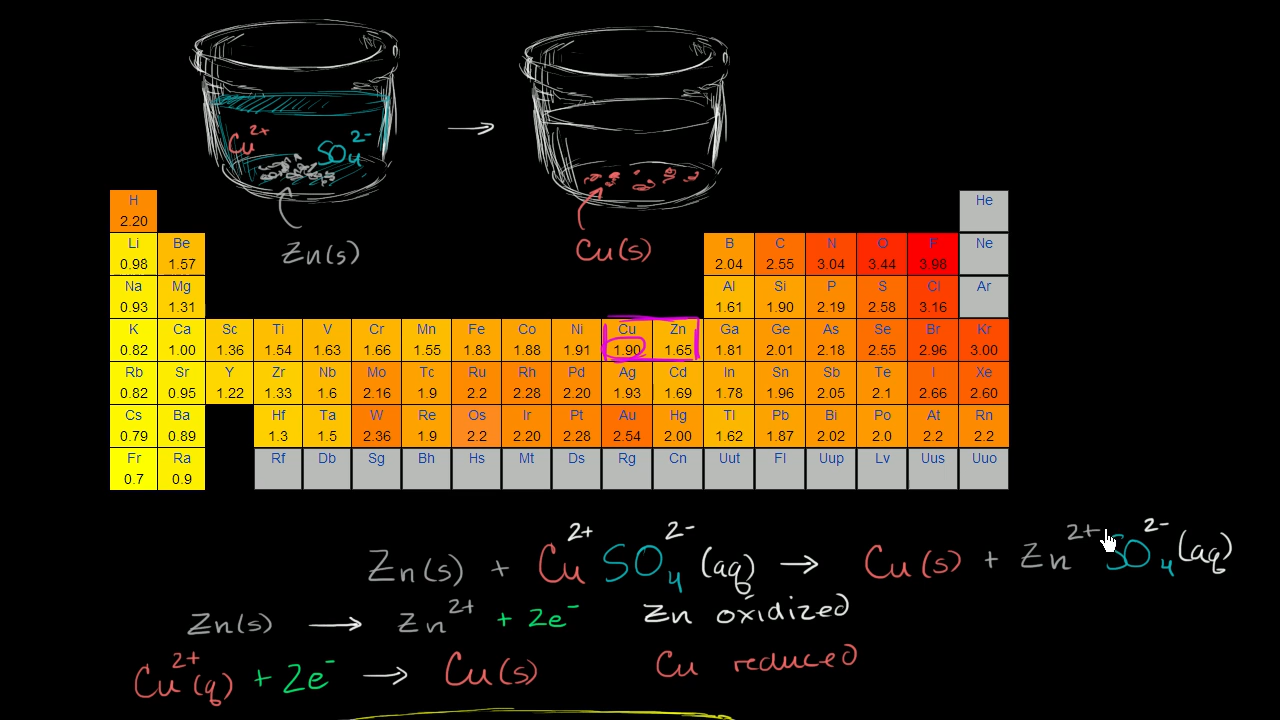 Cu²⁺ SO₄²⁻
→
Zn(s) Cu(s)
H He
2.20
Li Be B C N O F Ne
0.98 1.57 2.04 2.55 3.04 3.44 3.98
Na Mg Al Si P S Cl Ar
0.93 1.31 1.61 1.90 2.19 2.58 3.16
K Ca Sc Ti V Cr Mn Fe Co Ni Cu Zn Ga Ge As Se Br Kr
0.82 1.00 1.36 1.54 1.63 1.66 1.55 1.83 1.88 1.91 1.90 1.65 1.81 2.01 2.18 2.55 2.96 3.00
Rb Sr Y Zr Nb Mo Tc Ru Rh Pd Ag Cd In Sn Sb Te I Xe
0.82 0.95 1.22 1.33 1.6 2.16 1.9 2.2 2.28 2.20 1.93 1.69 1.78 1.96 2.05 2.1 2.66 2.60
Cs Ba Hf Ta W Re Os Ir Pt Au Hg Tl Pb Bi Po At Rn
0.79 0.89 1.3 1.5 2.36 1.9 2.2 2.20 2.28 2.54 2.00 1.62 1.87 2.02 2.0 2.2 2.2
Fr Ra Rf Db Sg Bh Hs Mt Ds Rg Cn Uut Fl Uup Lv Uus Uuo
0.7 0.9
Zn(s) + Cu²⁺SO₄²⁻(aq) → Cu(s) + Zn²⁺SO₄²⁻(aq)
Zn(s) → Zn²⁺ + 2e⁻ Zn oxidized
Cu²⁺(q) + 2e⁻ → Cu(s) Cu reduced